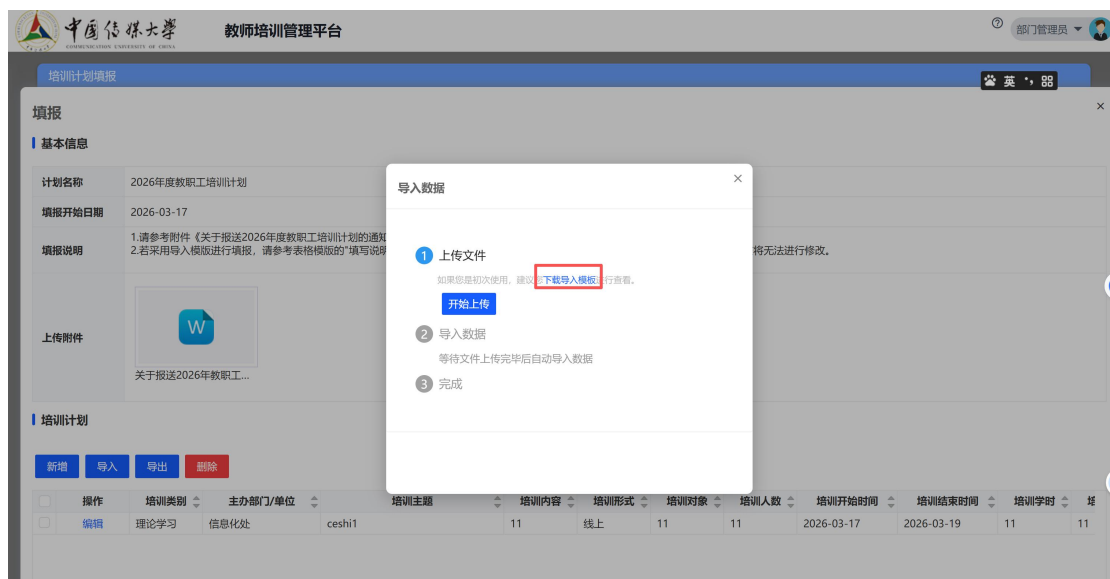 中国传媒大学
COMMUNICATION UNIVERSITY OF CHINA
教师培训管理平台
部门管理员
培训计划填报
英
填报
基本信息
计划名称 2026年度教职工培训计划
填报开始日期 2026-03-17
填报说明
1.请参考附件《关于报送2026年度教职工培训计划的通知
2.若采用导入模版进行填报，请参考表格模版的"填写说明
将无法进行修改。
上传附件
W
关于报送2026年教职工...
导入数据
1 上传文件
如果您是初次使用，建议您下载导入模板进行查看。
开始上传
2 导入数据
等待文件上传完毕后自动导入数据
3 完成
培训计划
新增 导入 导出 删除
操作 培训类别 主办部门/单位 培训主题 培训内容 培训形式 培训对象 培训人数 培训开始时间 培训结束时间 培训学时
编辑 理论学习 信息化处 ceshi1 11 线上 11 11 2026-03-17 2026-03-19 11 11